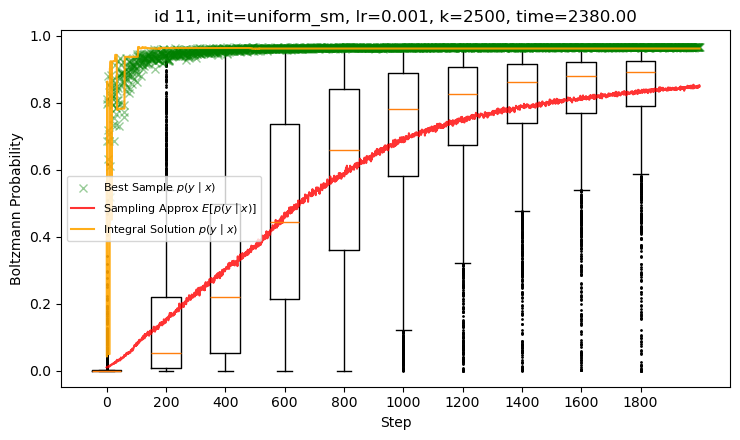 id 11, init=uniform_sm, lr=0.001, k=2500, time=2380.00
Boltzmann Probability
1.0
0.8
0.6
0.4
0.2
0.0
Best Sample p(y | x)
Sampling Approx E[p(y | x)]
Integral Solution p(y | x)
0 200 400 600 800 1000 1200 1400 1600 1800
Step